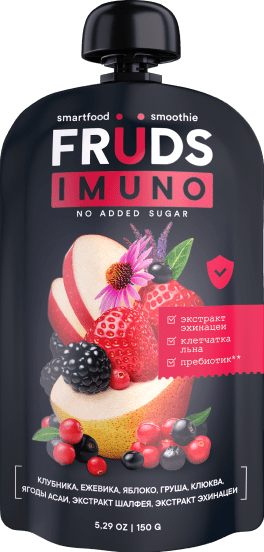 smartfood smoothie
FRÜDS
IMUNO
NO ADDED SUGAR
экстракт
эхинацеи
клетчатка
льна
пребиотик**
КЛУБНИКА, ЕЖЕВИКА, ЯБЛОКО, ГРУША, КЛЮКВА,
ЯГОДЫ АСАИ, ЭКСТРАКТ ШАЛФЕЯ, ЭКСТРАКТ ЭХИНАЦЕИ
5.29 OZ | 150 G